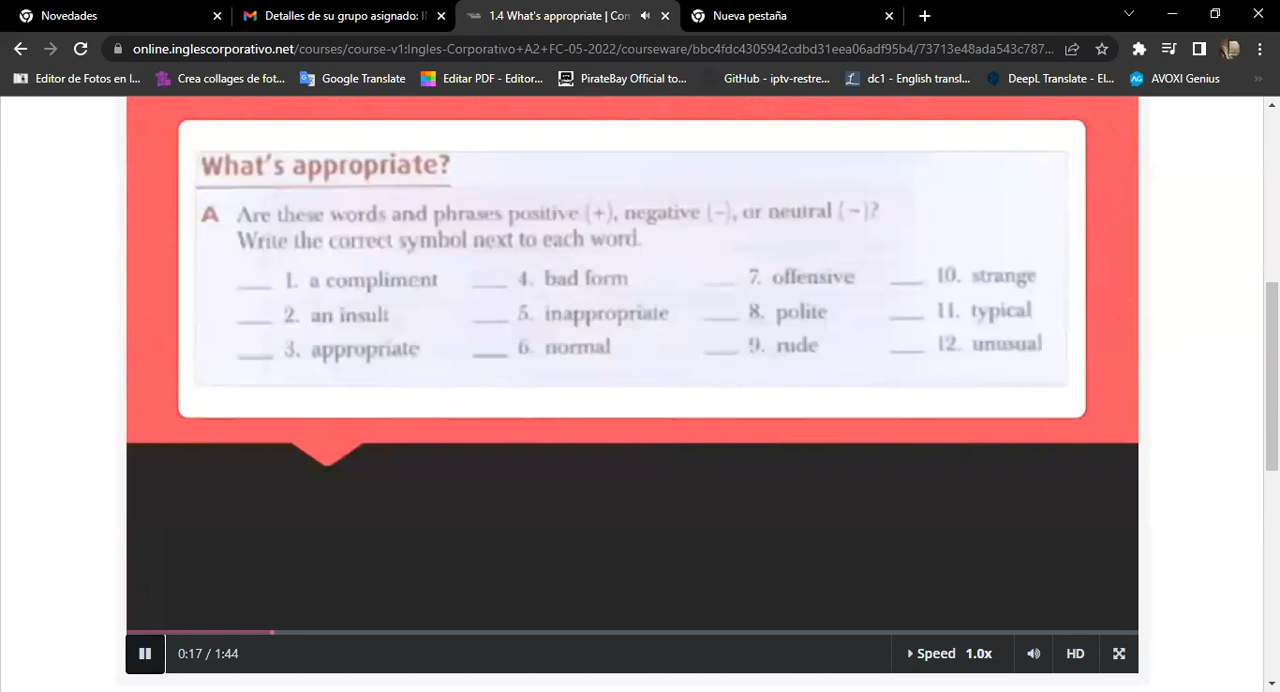 Novedades
Detalles de su grupo asignado: I
1.4 What's appropriate? | Con
Nueva pestaña
online.inglescorporativo.net/courses/course-v1:Ingles-Corporativo+A2+FC-05-2022/courseware/bbc4fdc4305942cdbd31eea06adf95b4/73713e48ada543c787...
Editor de Fotos en l...
Crea collages de fot...
Google Translate
Editar PDF - Editor...
PirateBay Official to...
GitHub - iptv-restre...
dc1 - English transl...
DeepL Translate - El...
AVOXI Genius
»
What's appropriate?
A Are these words and phrases positive (+), negative (−), or neutral (~)?
Write the correct symbol next to each word.
___ 1. a compliment ___ 4. bad form ___ 7. offensive ___ 10. strange
___ 2. an insult ___ 5. inappropriate ___ 8. polite ___ 11. typical
___ 3. appropriate ___ 6. normal ___ 9. rude ___ 12. unusual
0:17 / 1:44
Speed 1.0x
HD